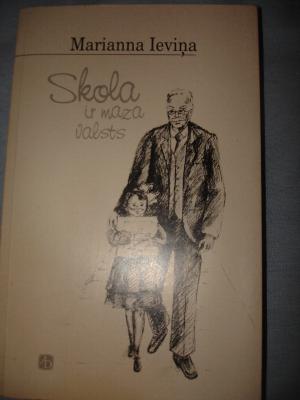 Marianna Ieviņa
Skola
ir maza
valsts